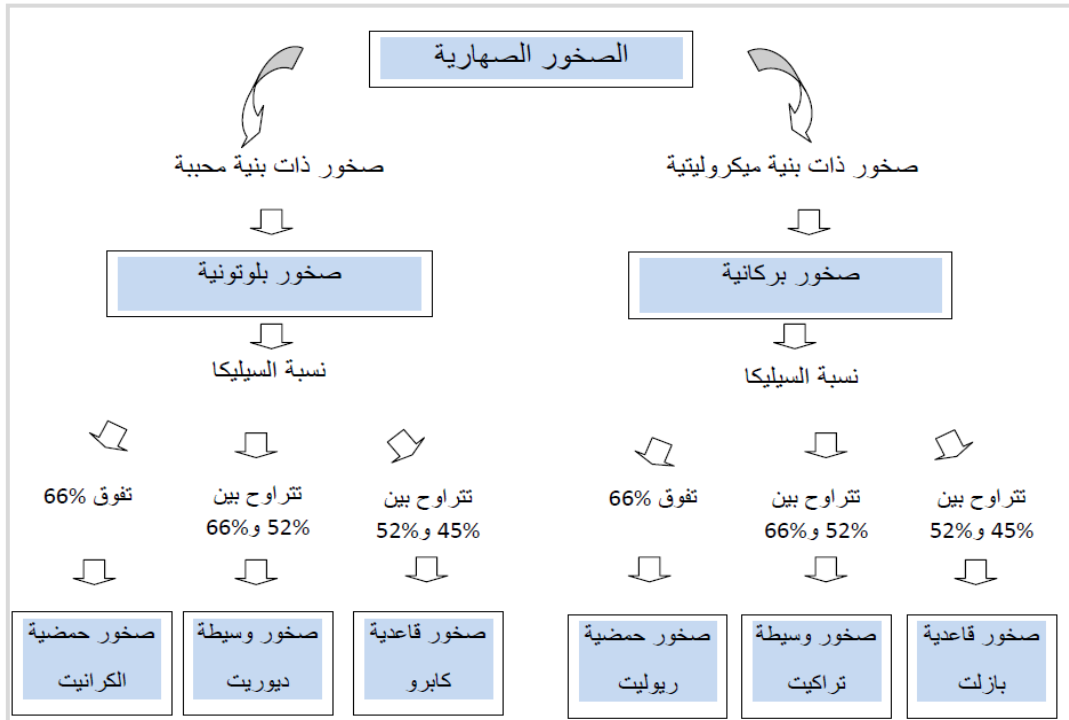 الصخور الصهارية
صخور ذات بنية ميكروليتية
صخور ذات بنية محببة
صخور بركانية
صخور بلوتونية
نسبة السيليكا
نسبة السيليكا
تتراوح بين
45% و52%
تتراوح بين
52% و66%
تفوق 66%
تتراوح بين
45% و52%
تتراوح بين
52% و66%
تفوق 66%
صخور قاعدية
بازلت
صخور وسيطة
تراكيت
صخور حمضية
ريوليت
صخور قاعدية
كابرو
صخور وسيطة
ديوريت
صخور حمضية
الكرانيت